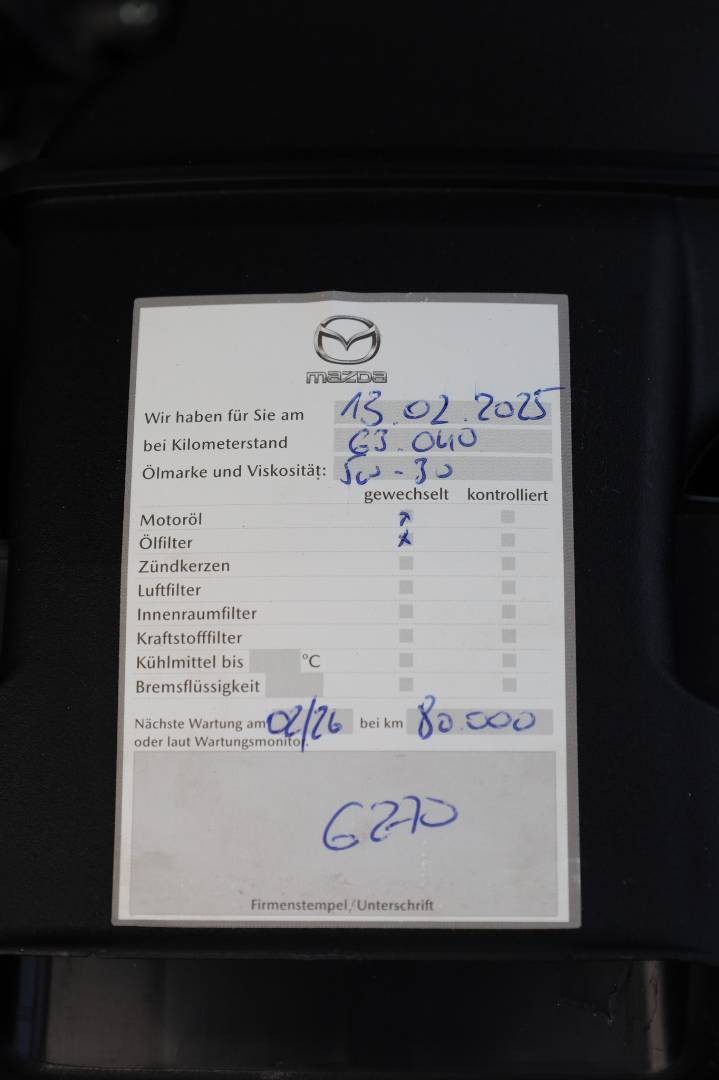 mazda
Wir haben für Sie am 13.02.2025
bei Kilometerstand 63.040
Ölmarke und Viskosität: 5W-30
gewechselt kontrolliert
Motoröl x
Ölfilter x
Zündkerzen
Luftfilter
Innenraumfilter
Kraftstofffilter
Kühlmittel bis °C
Bremsflüssigkeit
Nächste Wartung am 02/26 bei km 80.000
oder laut Wartungsmonitor.
6270
Firmenstempel/Unterschrift